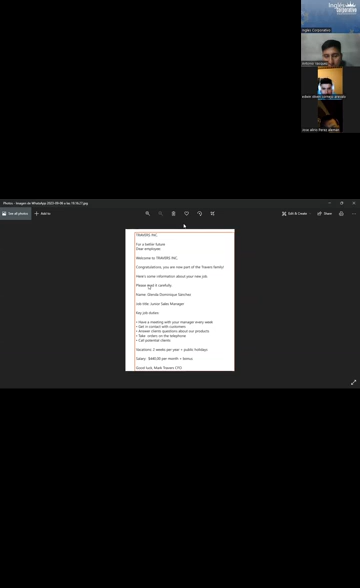 Inglés
Corporativo
Inglés Corporativo
Photos - Imagen de WhatsApp
See all photos
Add to
Edit & Create
Share
TRAVERS INC.
For a better future
Dear employee:
Welcome to TRAVERS INC.
Congratulations, you are now part of the Travers family!
Here's some information about your new job.
Please read it carefully.
Name: Glenda Dominique Sánchez
Job title: Junior Sales Manager
Key job duties:
• Have a meeting with your manager every week
• Get in contact with customers
• Answer clients questions about our products
• Take orders on the telephone
• Call potential clients
Vacations: 2 weeks per year + public holidays
Salary: $460.00 per month + bonus
Good luck, Mark Travers CEO